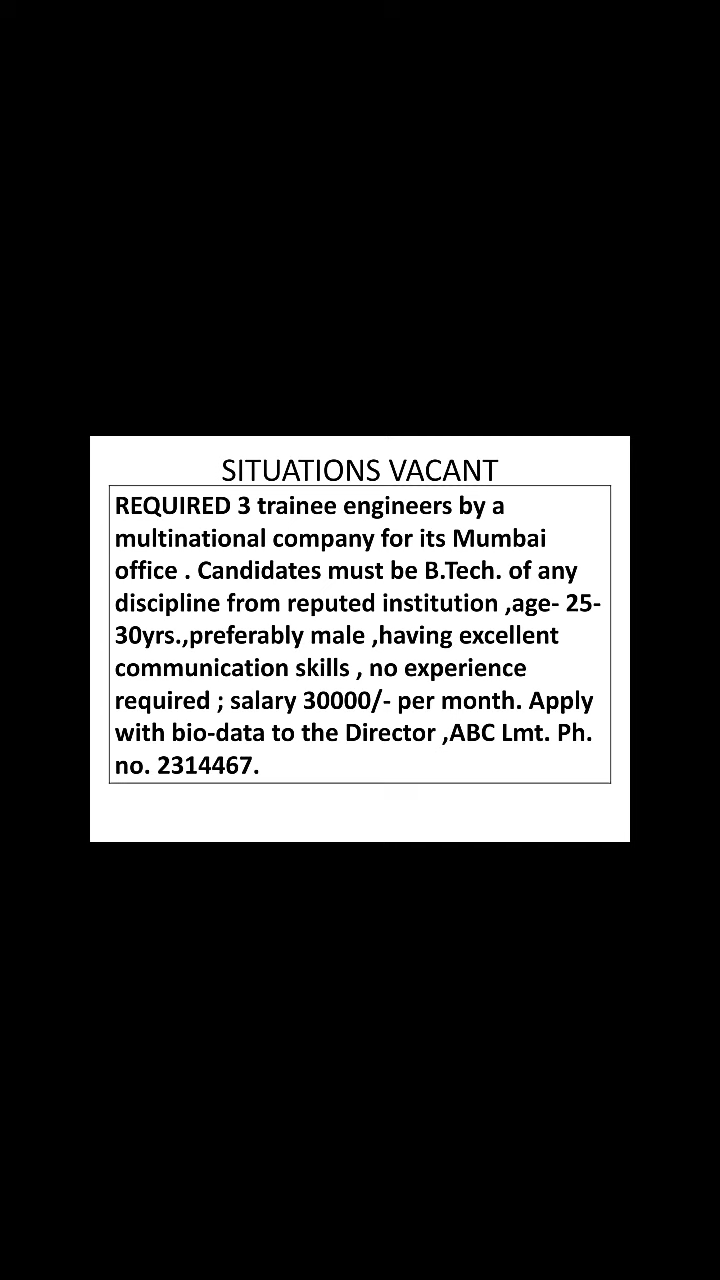 SITUATIONS VACANT
REQUIRED 3 trainee engineers by a
multinational company for its Mumbai
office . Candidates must be B.Tech. of any
discipline from reputed institution ,age- 25-
30yrs.,preferably male ,having excellent
communication skills , no experience
required ; salary 30000/- per month. Apply
with bio-data to the Director ,ABC Lmt. Ph.
no. 2314467.